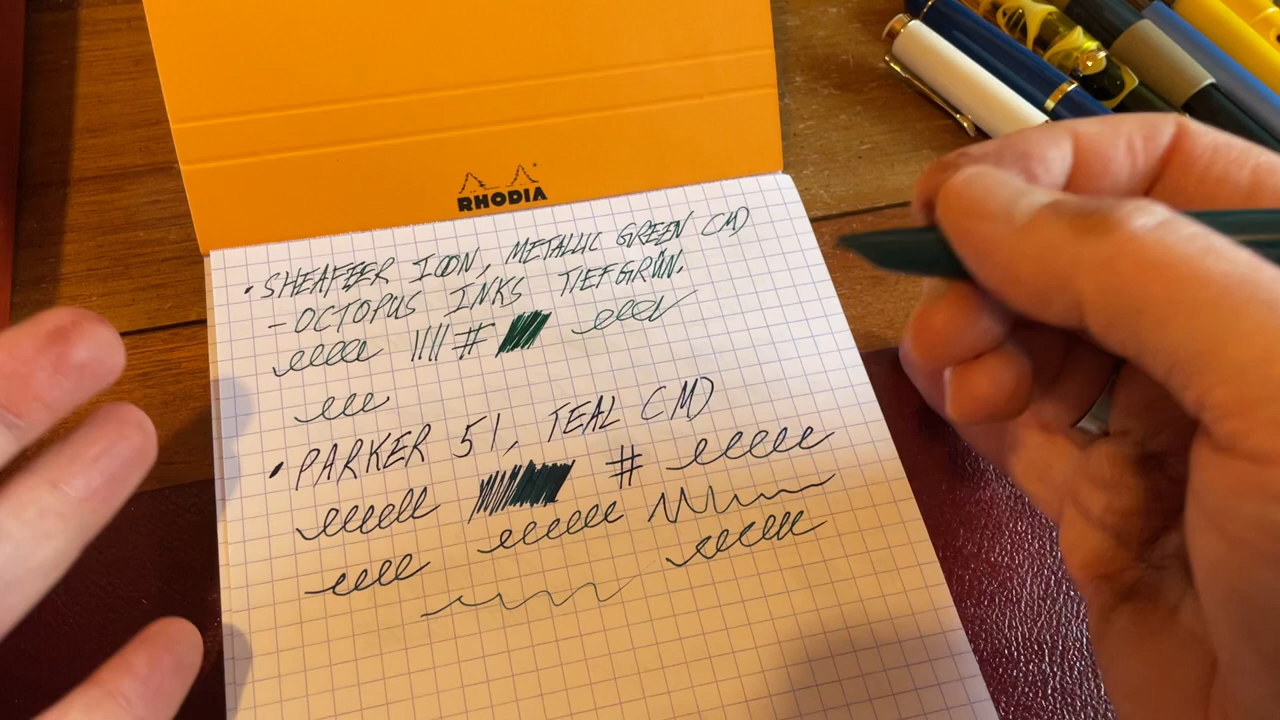 RHODIA
• SHEAFFER ICON, METALLIC GREEN (M)
- OCTOPUS INKS TIEFGRÜN.
#
• PARKER 51, TEAL (M)
#